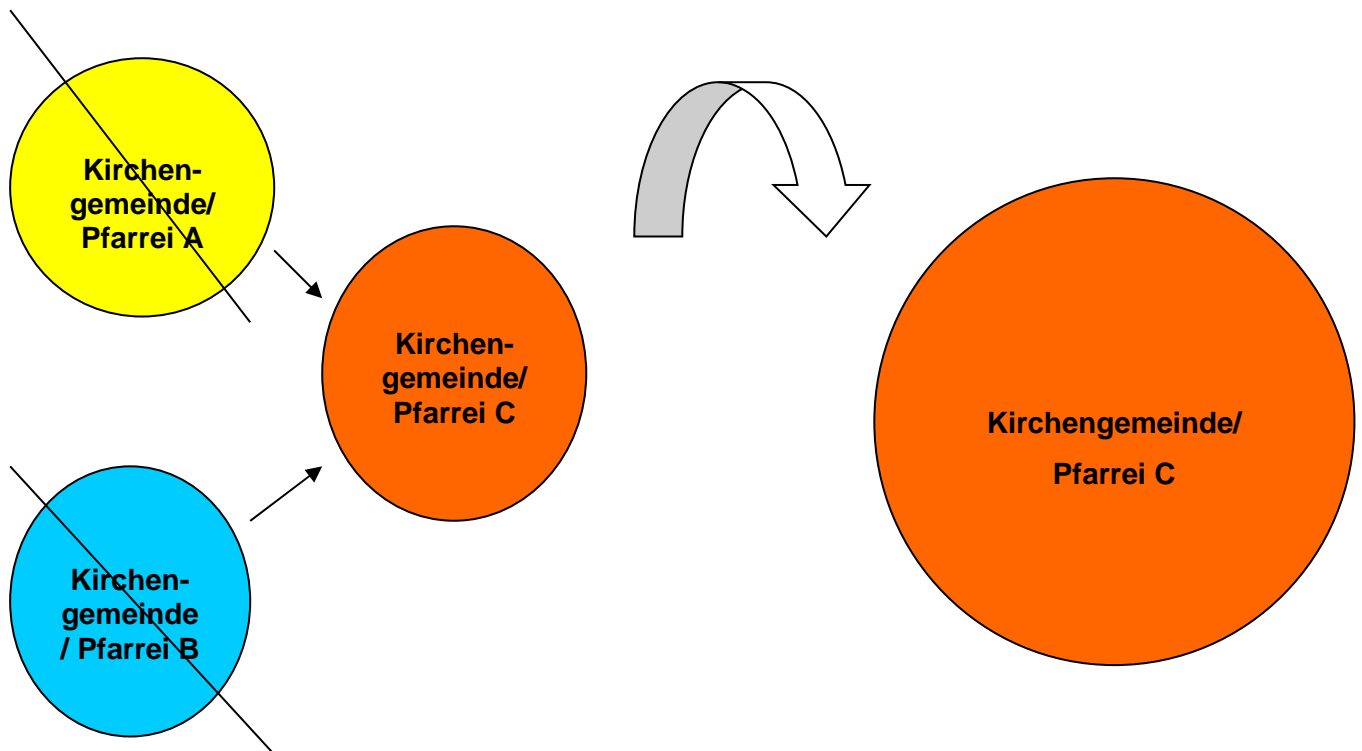 Kirchen-
gemeinde/
Pfarrei A
Kirchen-
gemeinde/
Pfarrei C
Kirchen-
gemeinde
/ Pfarrei B
Kirchengemeinde/
Pfarrei C